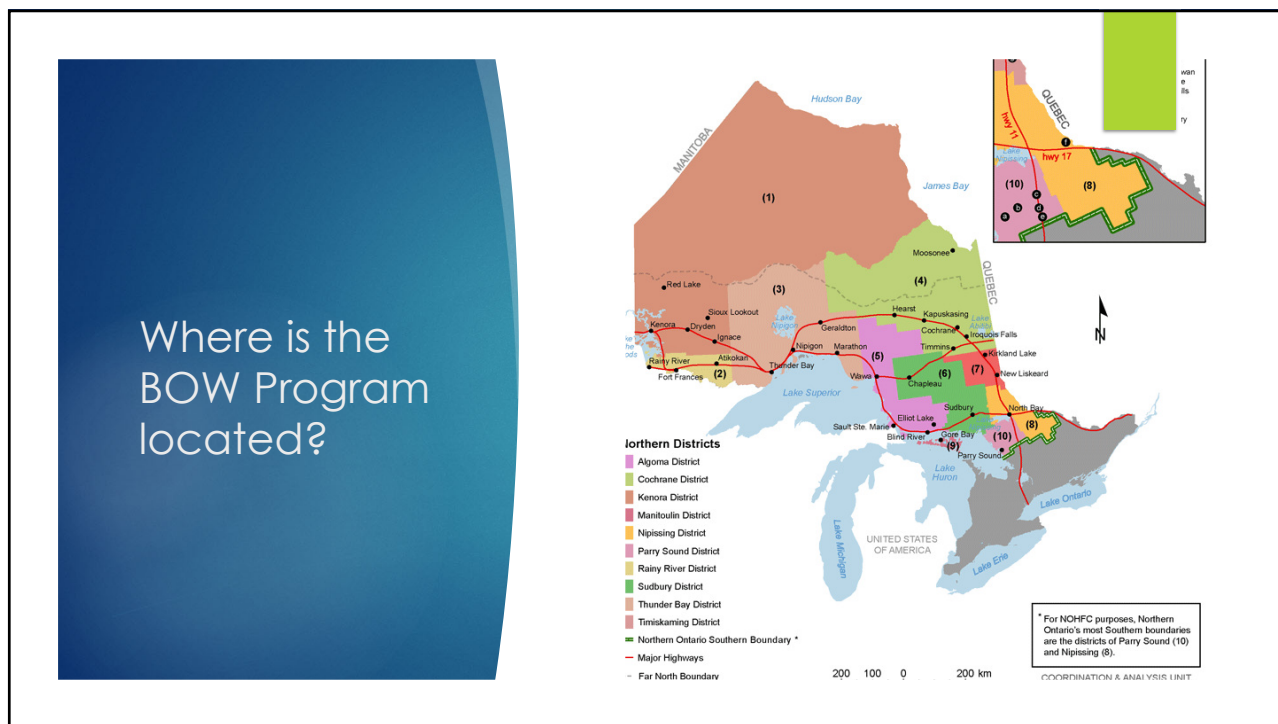 Where is the
BOW Program
located?
Hudson Bay
MANITOBA
James Bay
(1)
Moosonee
QUEBEC
(3)
(4)
Red Lake
Sioux Lookout
Lake
Nipigon
Hearst
Kapuskasing
Lake
Abitibi
Kenora
Dryden
Geraldton
Cochrane
Iroquois Falls
Ignace
Timmins
Nipigon
Marathon
Kirkland Lake
Rainy River
Atikokan
(5)
(2)
Thunder Bay
(6)
(7)
Fort Frances
Wawa
Chapleau
New Liskeard
Lake Superior
Elliot Lake
Sudbury
North Bay
Sault Ste. Marie
Blind River
Gore Bay
(8)
(9)
(10)
Parry Sound
Lake
Huron
Lake Ontario
Lake Michigan
UNITED STATES
OF AMERICA
Lake Erie
Northern Districts
Algoma District
Cochrane District
Kenora District
Manitoulin District
Nipissing District
Parry Sound District
Rainy River District
Sudbury District
Thunder Bay District
Timiskaming District
Northern Ontario Southern Boundary *
Major Highways
Far North Boundary
200 100 0 200 km
N
QUEBEC
hwy 11
f
Lake
Nipissing
hwy 17
(10)
(8)
c
b
d
a
e
* For NOHFC purposes, Northern
Ontario's most Southern boundaries
are the districts of Parry Sound (10)
and Nipissing (8).
COORDINATION & ANALYSIS UNIT